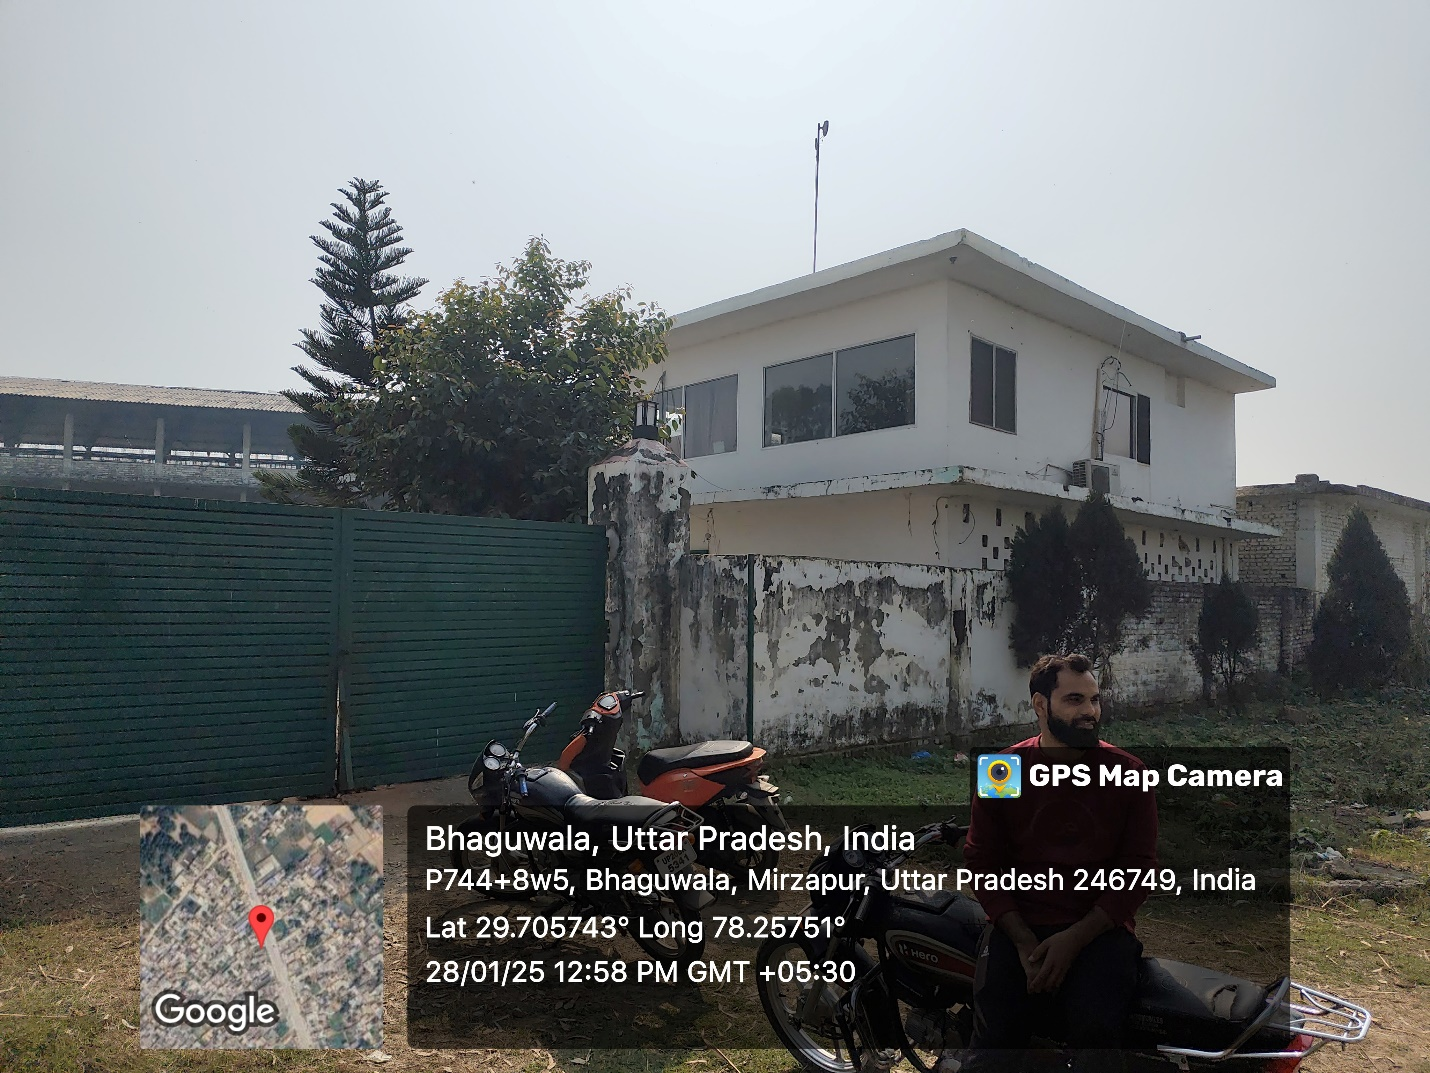 GPS Map Camera
Bhaguwala, Uttar Pradesh, India
P744+8w5, Bhaguwala, Mirzapur, Uttar Pradesh 246749, India
Lat 29.705743° Long 78.25751°
28/01/25 12:58 PM GMT +05:30
Google
Hero